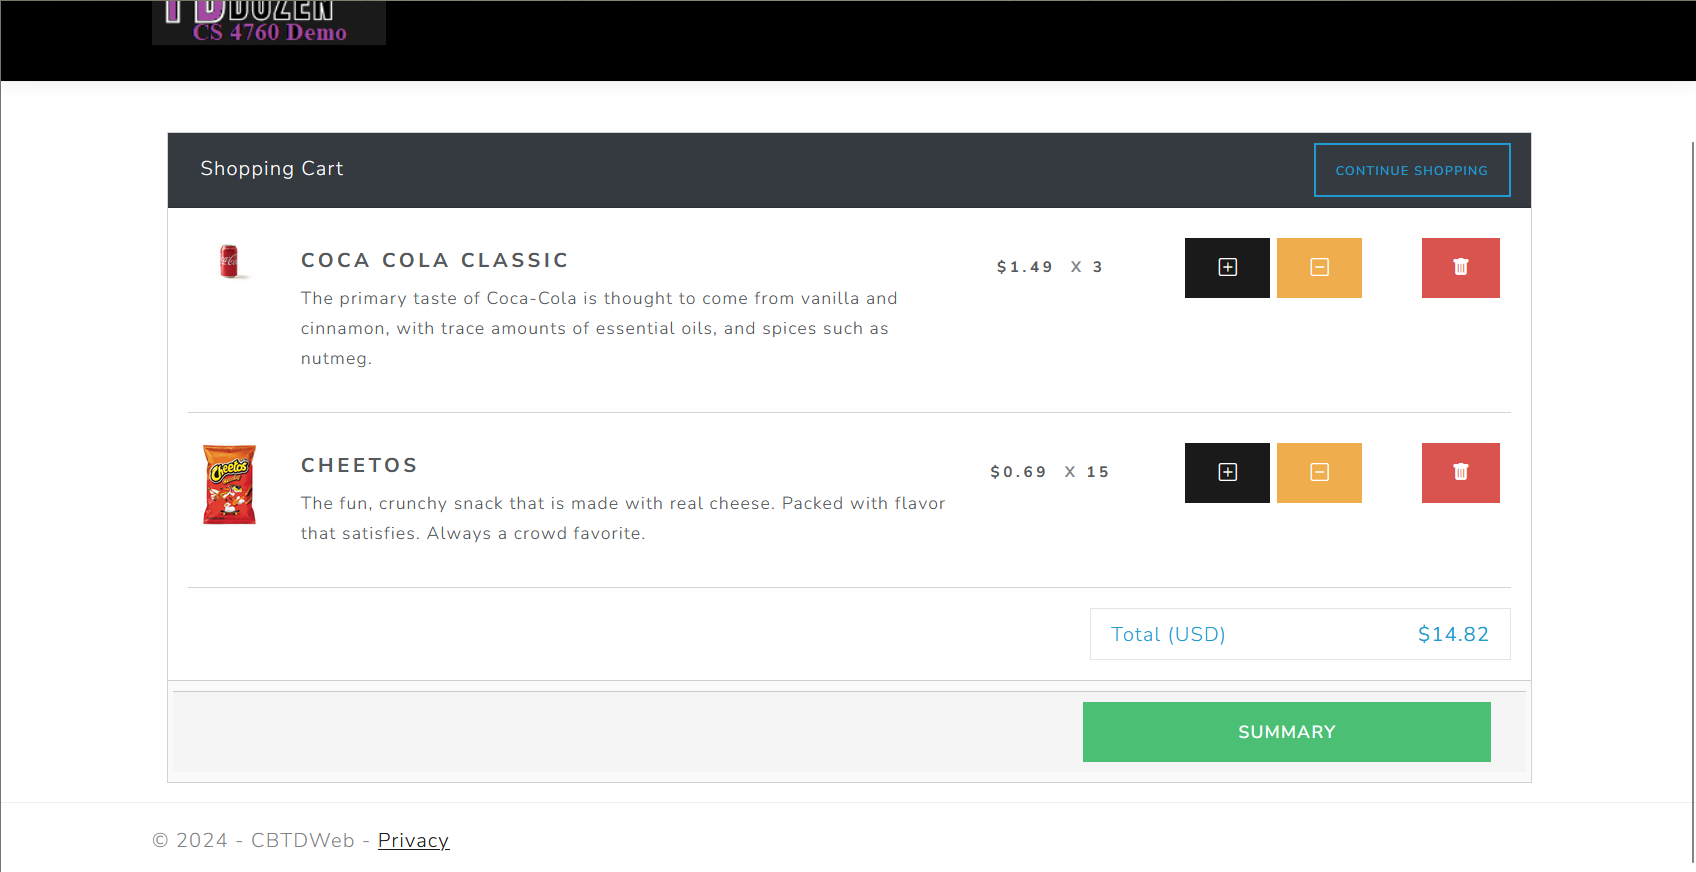 DOZEN
CS 4760 Demo
Shopping Cart
CONTINUE SHOPPING
COCA COLA CLASSIC
$1.49 X 3
The primary taste of Coca-Cola is thought to come from vanilla and
cinnamon, with trace amounts of essential oils, and spices such as
nutmeg.
Cheetos
CHEETOS
$0.69 X 15
The fun, crunchy snack that is made with real cheese. Packed with flavor
that satisfies. Always a crowd favorite.
Total (USD) $14.82
SUMMARY
© 2024 - CBTDWeb - Privacy